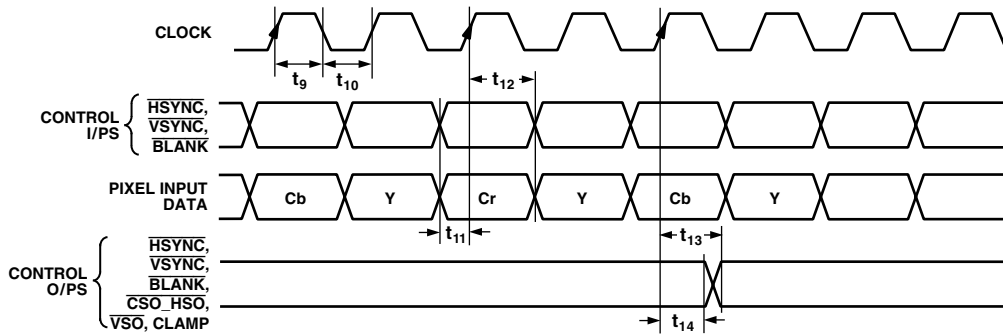 CLOCK
t9
t10
t12
CONTROL
I/PS
HSYNC,
VSYNC,
BLANK
PIXEL INPUT
DATA
Cb
Y
Cr
Y
Cb
Y
t11
t13
CONTROL
O/PS
HSYNC,
VSYNC,
BLANK,
CSO_HSO,
VSO, CLAMP
t14